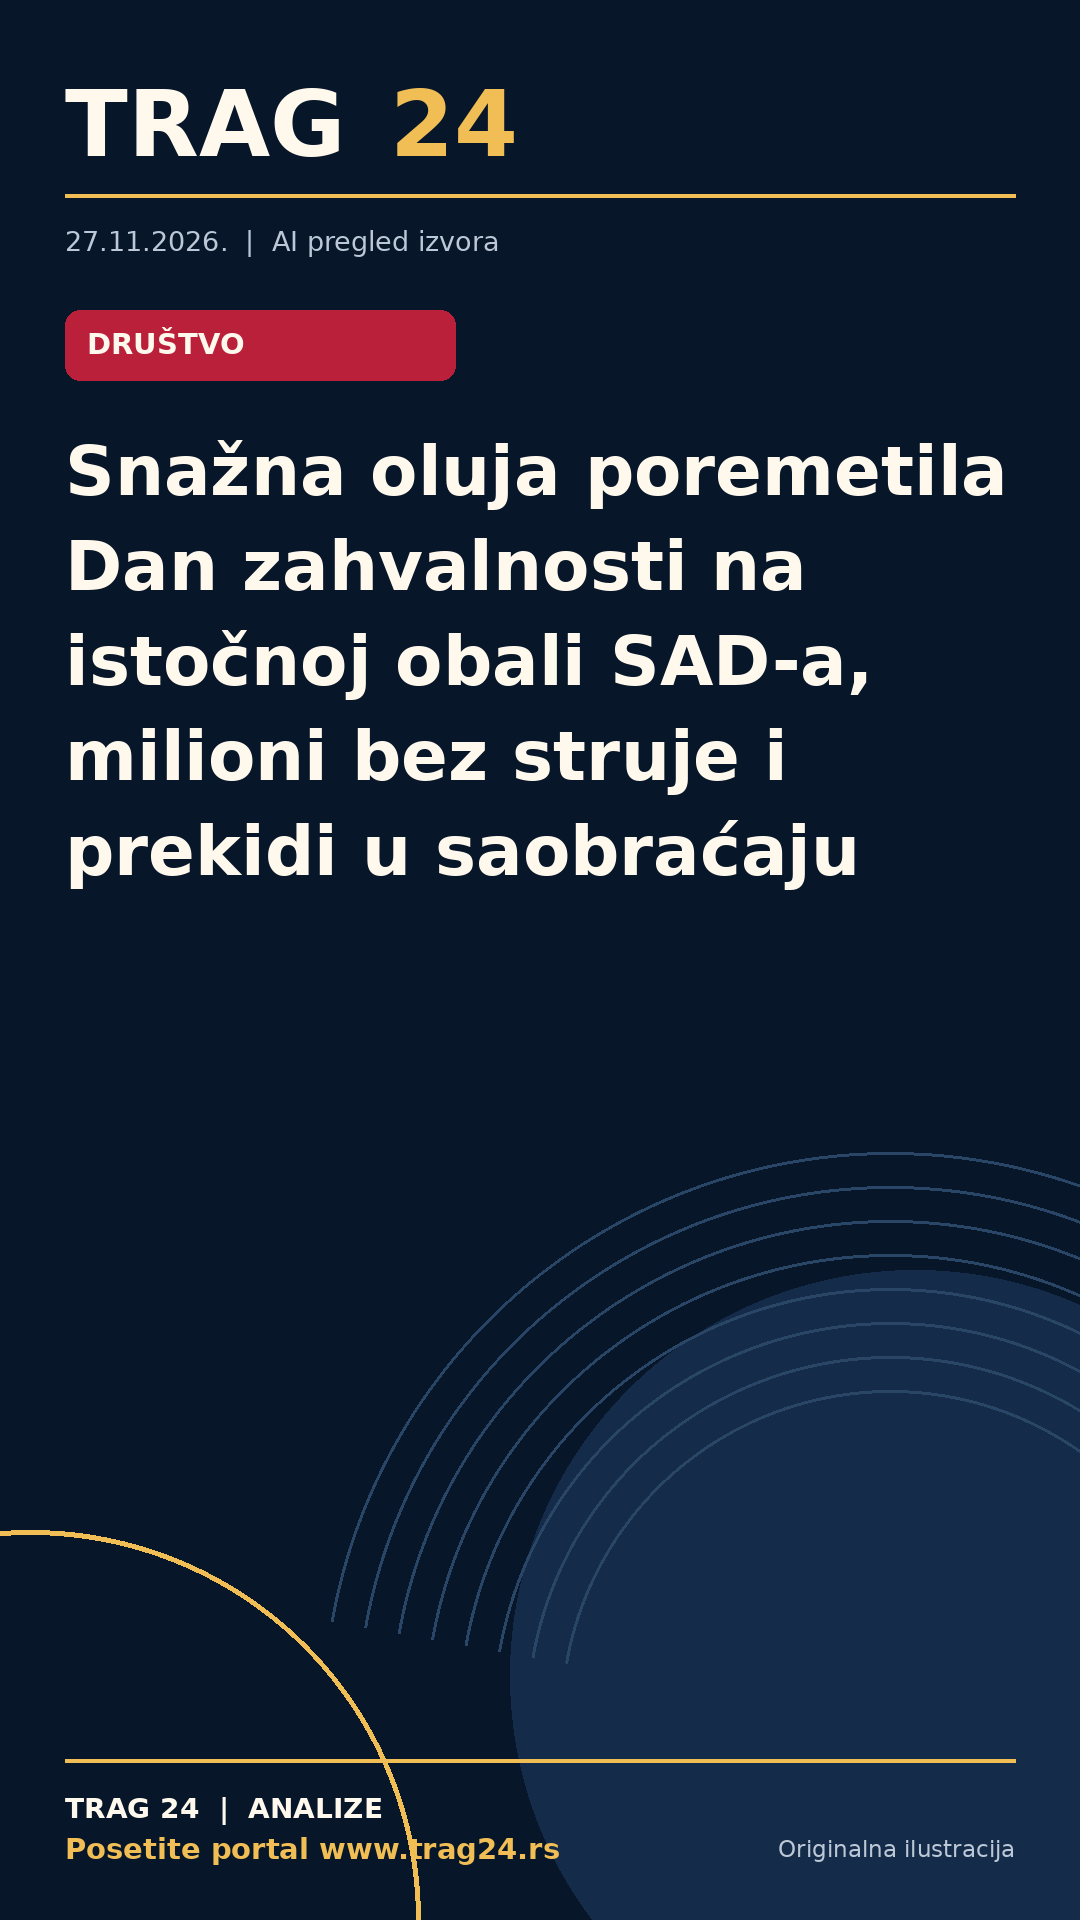 TRAG 24
27.11.2026. | AI pregled izvora
DRUŠTVO
Snažna oluja poremetila
Dan zahvalnosti na
istočnoj obali SAD-a,
milioni bez struje i
prekidi u saobraćaju
TRAG 24 | ANALIZE
Posetite portal www.trag24.rs
Originalna ilustracija